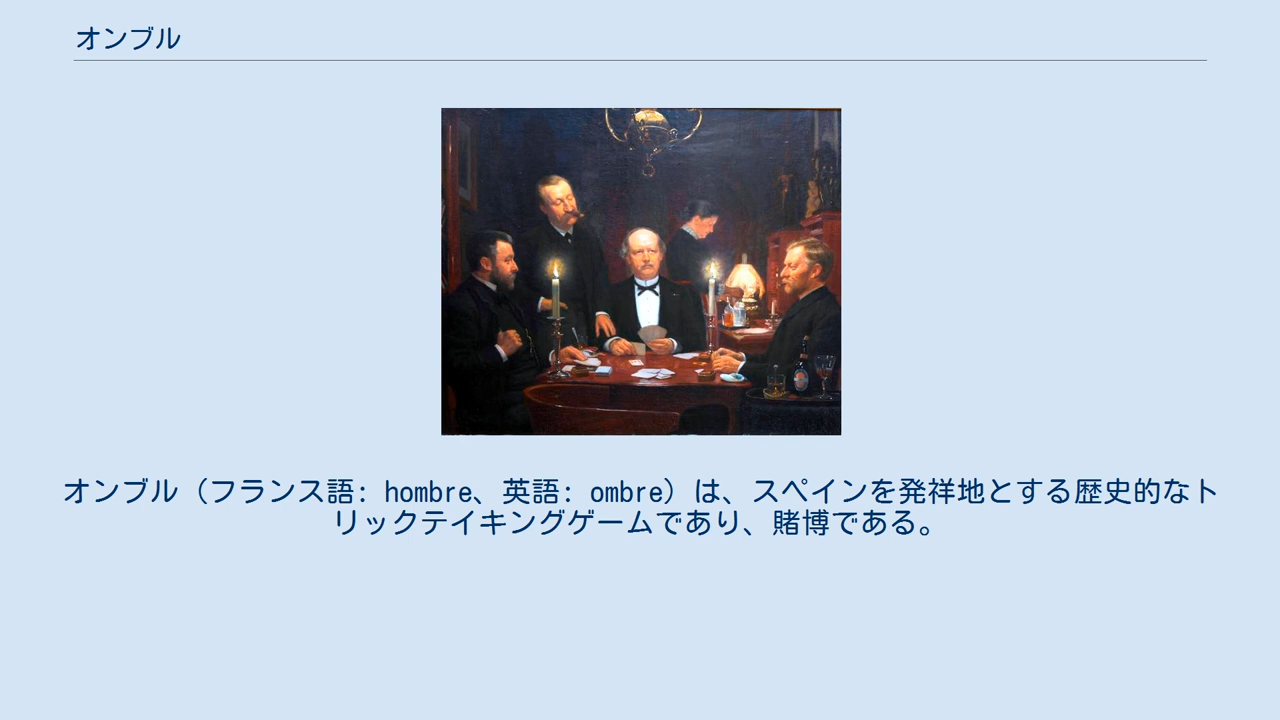 オンブル
オンブル（フランス語: hombre、英語: ombre）は、スペインを発祥地とする歴史的なト
リックテイキングゲームであり、賭博である。